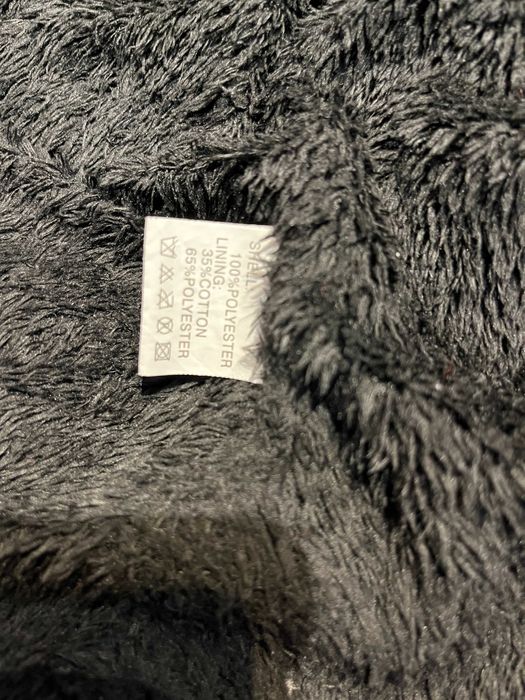 SHELL
100%POLYESTER
LINING:
35%COTTON
65%POLYESTER